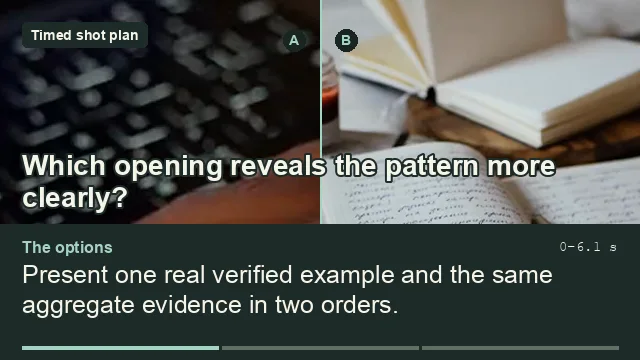 Timed shot plan
A
B
Which opening reveals the pattern more
clearly?
The options
0–6.1 s
Present one real verified example and the same
aggregate evidence in two orders.